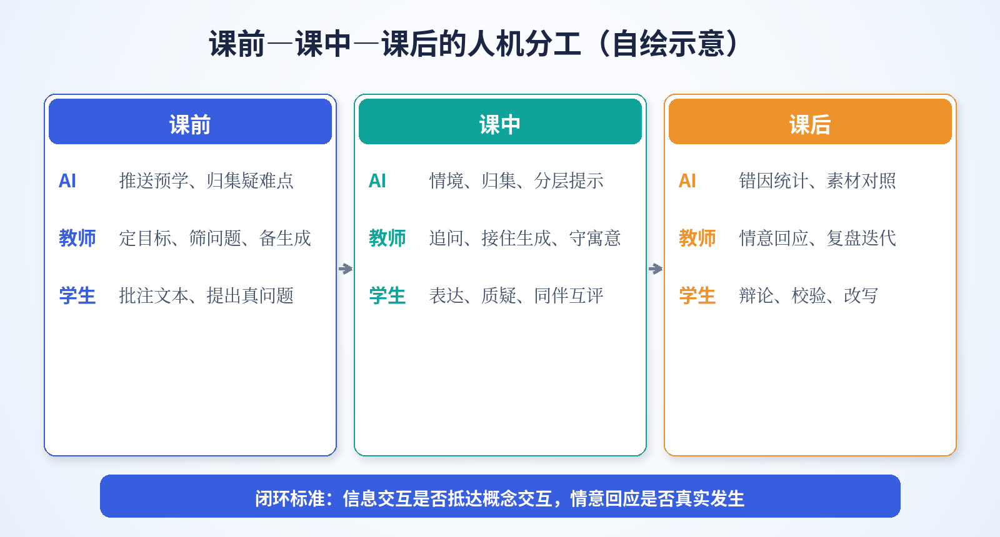 课前—课中—课后的人机分工（自绘示意）
课前
AI 推送预学、归集疑难点
教师 定目标、筛问题、备生成
学生 批注文本、提出真问题
课中
AI 情境、归集、分层提示
教师 追问、接住生成、守寓意
学生 表达、质疑、同伴互评
课后
AI 错因统计、素材对照
教师 情意回应、复盘迭代
学生 辩论、校验、改写
闭环标准：信息交互是否抵达概念交互，情意回应是否真实发生